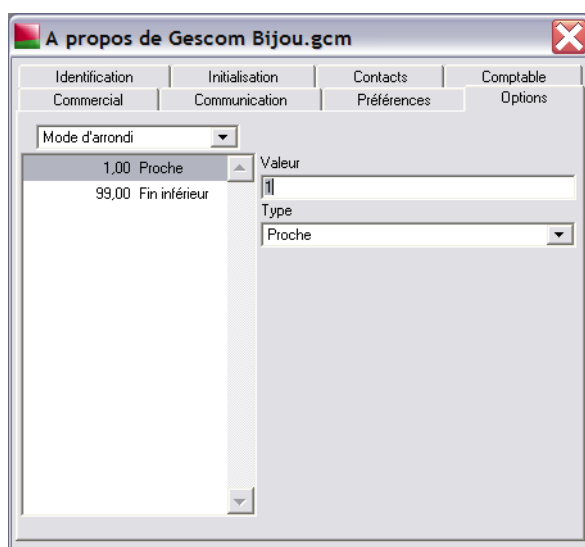 A propos de Gescom Bijou.gcm
Identification Initialisation Contacts Comptable
Commercial Communication Préférences Options
Mode d'arrondi
1,00 Proche
99,00 Fin inférieur
Valeur
1
Type
Proche